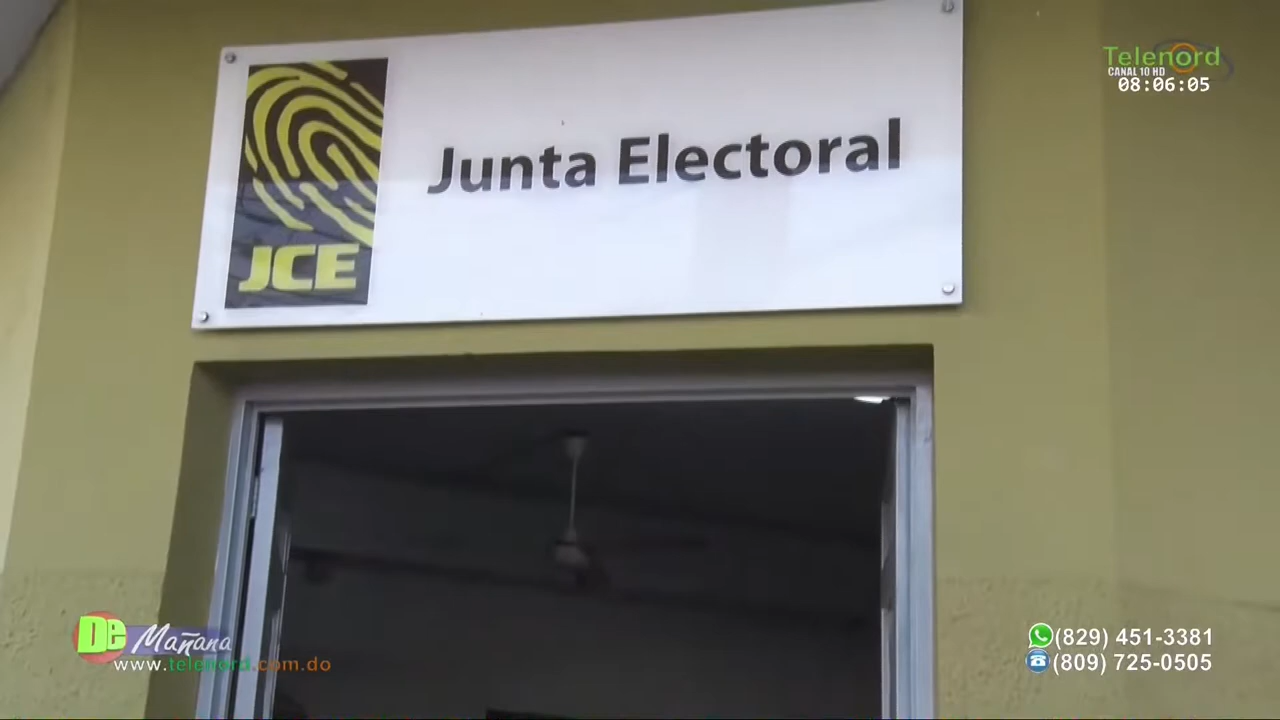 Telenord
CANAL 10 HD
08:06:05
Junta Electoral
JCE
De Mañana
www.telenord.com.do
(829) 451-3381
(809) 725-0505